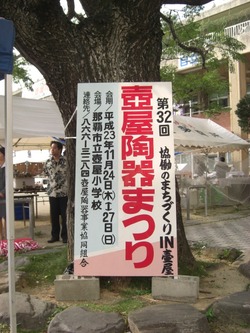 第32回 協働のまちづくりIN壺屋
壺屋陶器まつり
会期/平成23年11月24日(木)〜27日(日)
会場/那覇市立壺屋小学校
連絡先/八六六ー三二八四 壺屋陶器事業協同組合